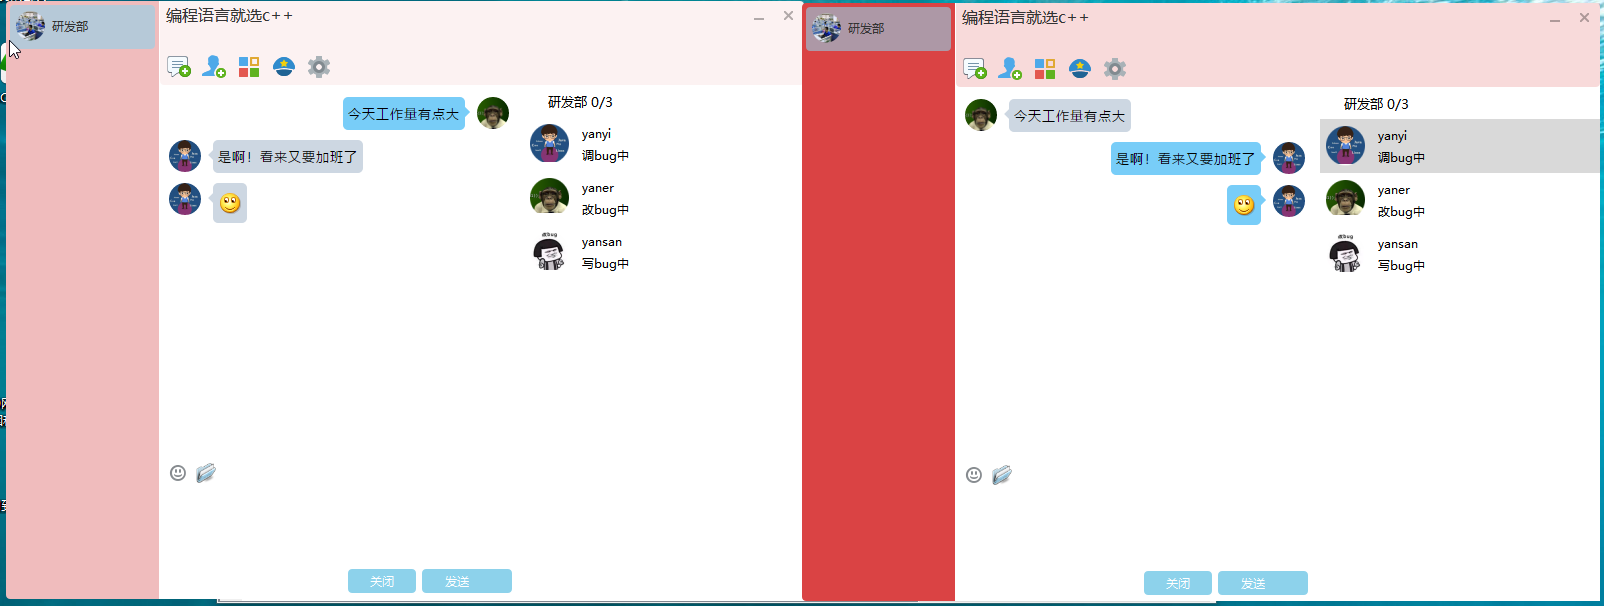 研发部
编程语言就选c++
今天工作量有点大
是啊！看来又要加班了
研发部 0/3
yanyi
调bug中
yaner
改bug中
yansan
写bug中
关闭
发送
研发部
编程语言就选c++
今天工作量有点大
是啊！看来又要加班了
研发部 0/3
yanyi
调bug中
yaner
改bug中
yansan
写bug中
关闭
发送